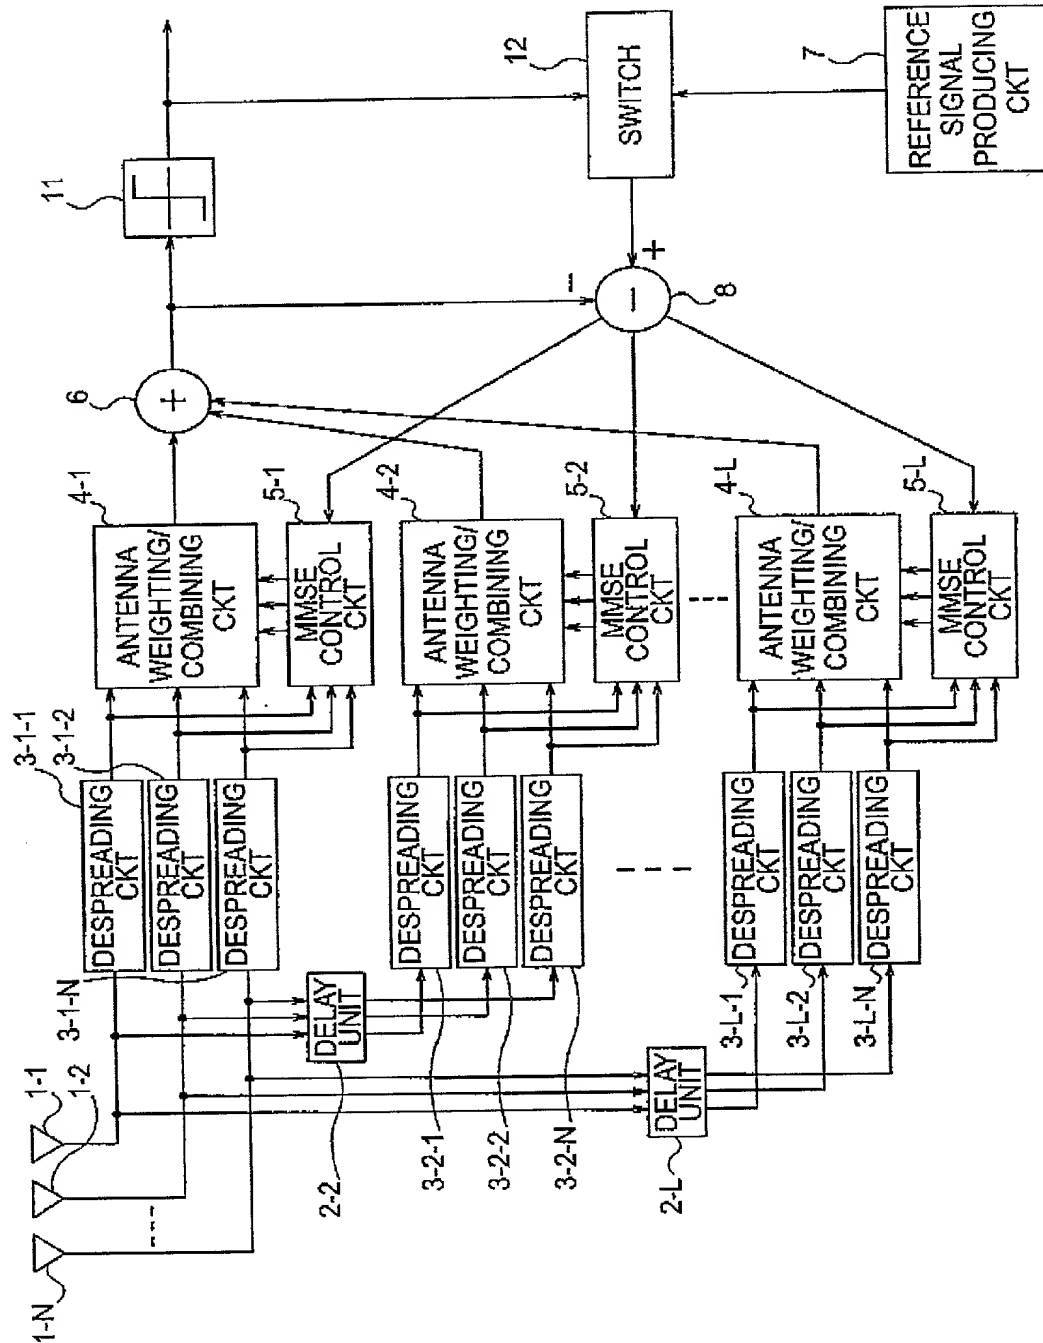 1-1
1-2
1-N
3-1-1
3-1-2
3-1-N
DESPREADING
CKT
DESPREADING
CKT
DESPREADING
CKT
4-1
ANTENNA
WEIGHTING/
COMBINING
CKT
5-1
MMSE
CONTROL
CKT
6
+
11
2-2
DELAY
UNIT
3-2-1
3-2-2
3-2-N
DESPREADING
CKT
DESPREADING
CKT
DESPREADING
CKT
4-2
ANTENNA
WEIGHTING/
COMBINING
CKT
5-2
MMSE
CONTROL
CKT
-
-
+
8
12
SWITCH
2-L
DELAY
UNIT
3-L-1
3-L-2
3-L-N
DESPREADING
CKT
DESPREADING
CKT
DESPREADING
CKT
4-L
ANTENNA
WEIGHTING/
COMBINING
CKT
5-L
MMSE
CONTROL
CKT
7
REFERENCE
SIGNAL
PRODUCING
CKT